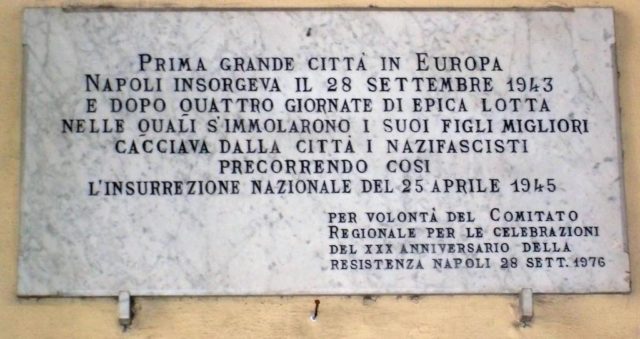 PRIMA GRANDE CITTÀ IN EUROPA
NAPOLI INSORGEVA IL 28 SETTEMBRE 1943
E DOPO QUATTRO GIORNATE DI EPICA LOTTA
NELLE QUALI S'IMMOLARONO I SUOI FIGLI MIGLIORI
CACCIAVA DALLA CITTÀ I NAZIFASCISTI
PRECORRENDO COSI
L'INSURREZIONE NAZIONALE DEL 25 APRILE 1945
PER VOLONTÀ DEL COMITATO
REGIONALE PER LE CELEBRAZIONI
DEL XXX ANNIVERSARIO DELLA
RESISTENZA NAPOLI 28 SETT. 1976